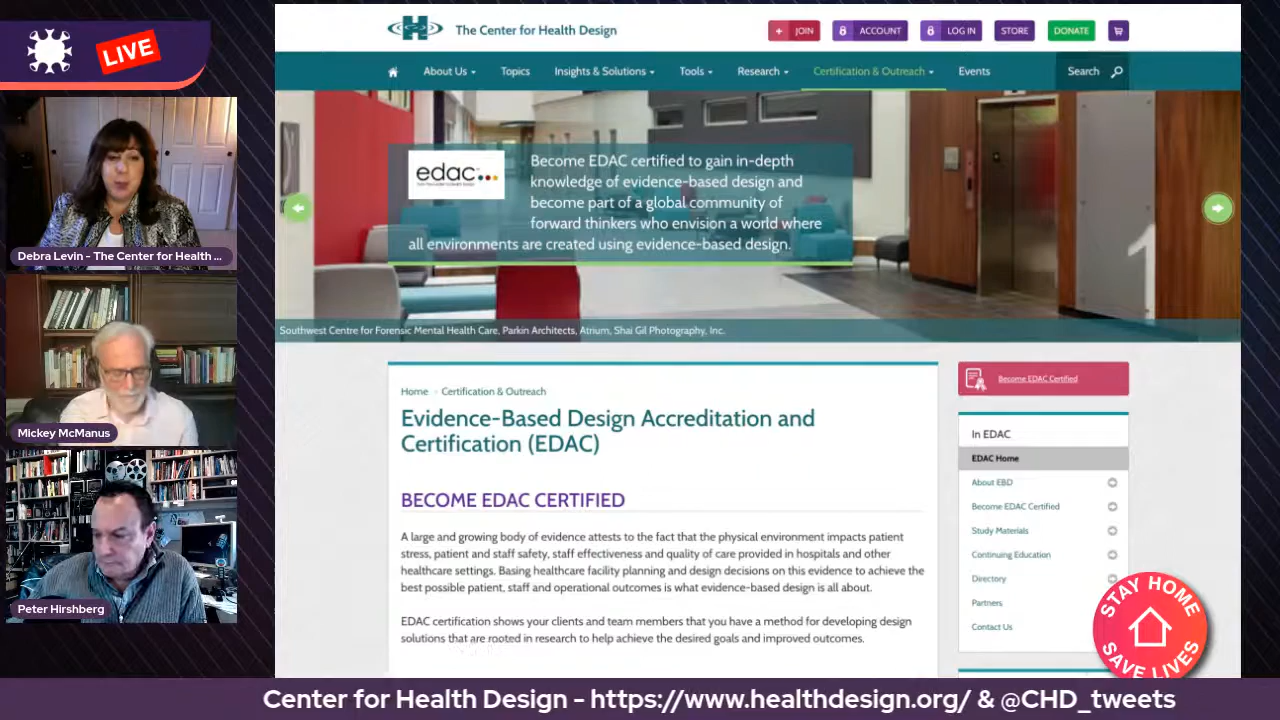 LIVE
Debra Levin - The Center for Health ...
Mickey McManus
Peter Hirshberg
The Center for Health Design
+ JOIN
ACCOUNT
LOG IN
STORE
DONATE
About Us
Topics
Insights & Solutions
Tools
Research
Certification & Outreach
Events
Search
edac
Become EDAC certified to gain in-depth
knowledge of evidence-based design and
become part of a global community of
forward thinkers who envision a world where
all environments are created using evidence-based design.
Southwest Centre for Forensic Mental Health Care, Parkin Architects, Atrium, Shai Gil Photography, Inc.
Home
Certification & Outreach
Evidence-Based Design Accreditation and
Certification (EDAC)
BECOME EDAC CERTIFIED
A large and growing body of evidence attests to the fact that the physical environment impacts patient
stress, patient and staff safety, staff effectiveness and quality of care provided in hospitals and other
healthcare settings. Basing healthcare facility planning and design decisions on this evidence to achieve the
best possible patient, staff and operational outcomes is what evidence-based design is all about.
EDAC certification shows your clients and team members that you have a method for developing design
solutions that are rooted in research to help achieve the desired goals and improved outcomes.
Become EDAC Certified
In EDAC
EDAC Home
About EBD
Become EDAC Certified
Study Materials
Continuing Education
Directory
Partners
Contact Us
STAY HOME
SAVE LIVES
Center for Health Design - https://www.healthdesign.org/ & @CHD_tweets